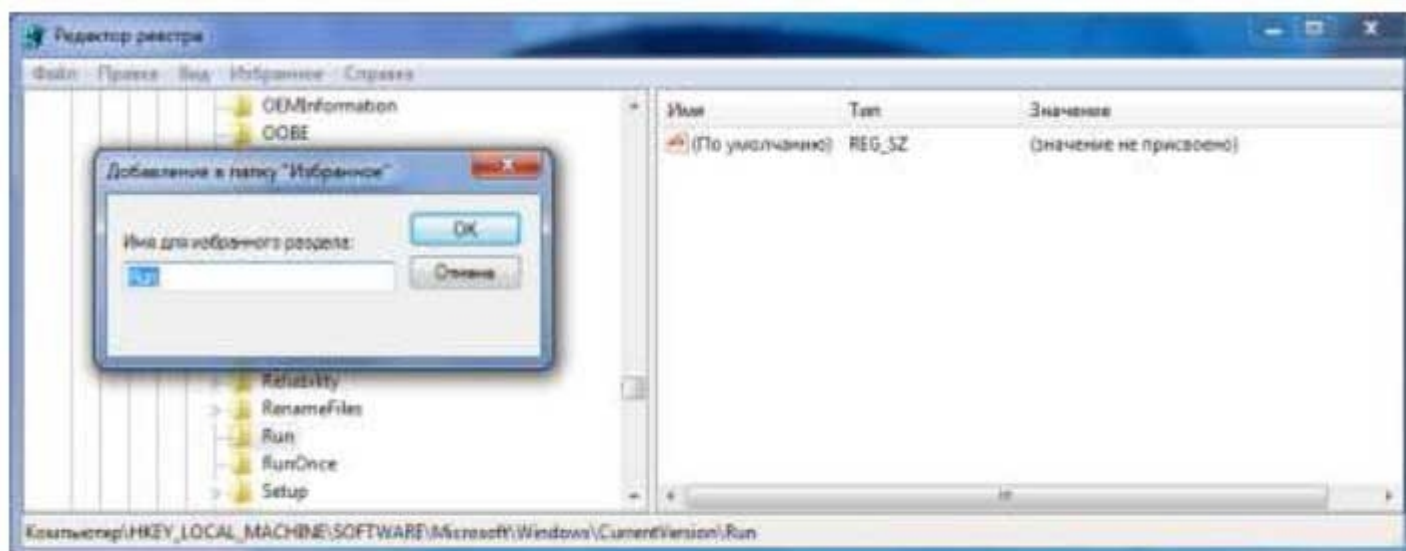 Редактор реестра
Файл Правка Вид Избранное Справка
OEMInformation
OOBE
Имя Тип Значение
(По умолчанию) REG_SZ (значение не присвоено)
Добавление в папку "Избранное"
Имя для избранного раздела:
Run
OK
Отмена
Reliability
RenameFiles
Run
RunOnce
Setup
Компьютер\HKEY_LOCAL_MACHINE\SOFTWARE\Microsoft\Windows\CurrentVersion\Run